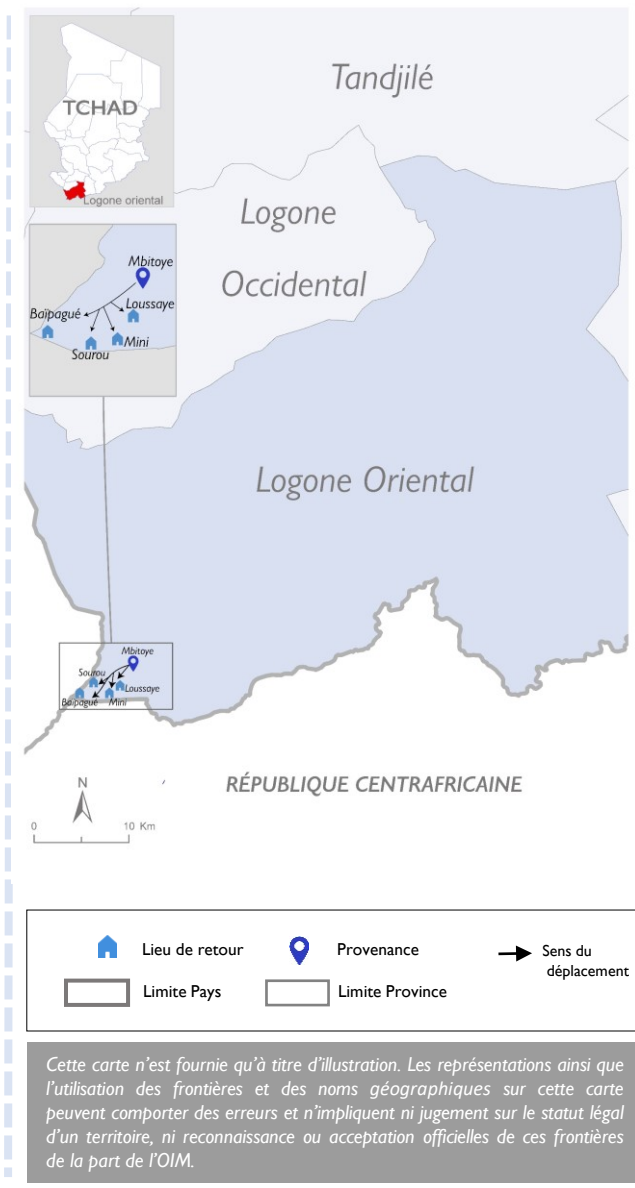 Tandjilé
TCHAD
Logone oriental
Logone
Occidental
Mbitoye
Loussaye
Baïpagué
Mini
Sourou
Logone Oriental
Mbitoye
Sourou
Loussaye
Baïpagué
Mini
RÉPUBLIQUE CENTRAFRICAINE
N
0 10 Km
Lieu de retour
Provenance
Sens du
déplacement
Limite Pays
Limite Province
Cette carte n’est fournie qu’à titre d’illustration. Les représentations ainsi que
l’utilisation des frontières et des noms géographiques sur cette carte
peuvent comporter des erreurs et n’impliquent ni jugement sur le statut légal
d’un territoire, ni reconnaissance ou acceptation officielles de ces frontières
de la part de l’OIM.